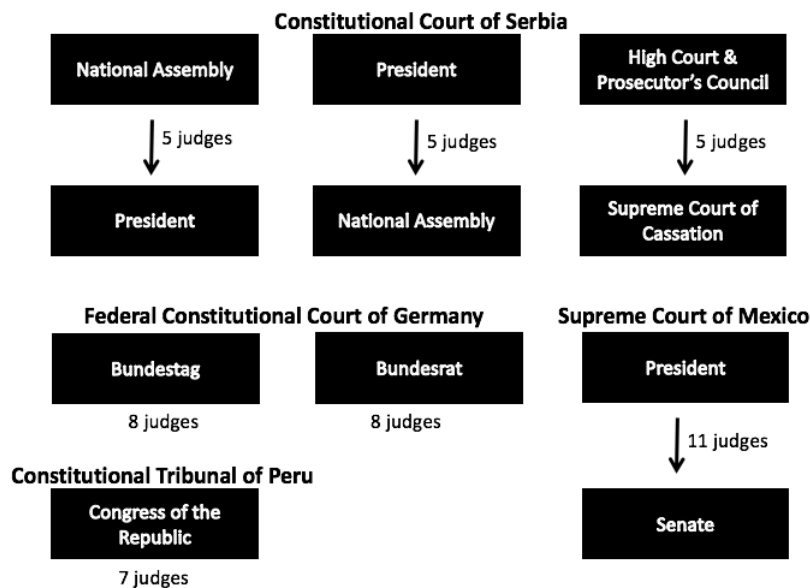 Constitutional Court of Serbia
National Assembly
President
High Court &
Prosecutor's Council
5 judges
5 judges
5 judges
President
National Assembly
Supreme Court of
Cassation
Federal Constitutional Court of Germany
Supreme Court of Mexico
Bundestag
Bundesrat
President
8 judges
8 judges
11 judges
Constitutional Tribunal of Peru
Congress of the
Republic
Senate
7 judges